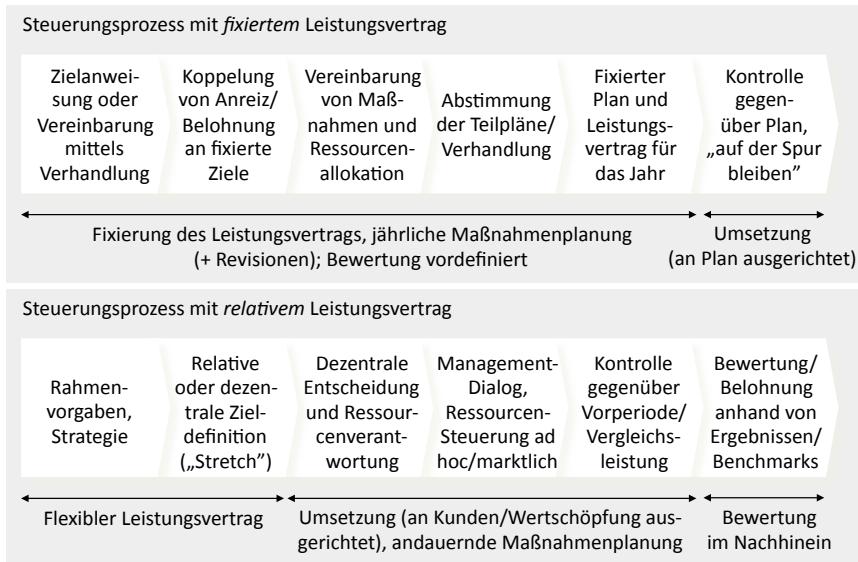 Steuerungsprozess mit fixiertem Leistungsvertrag
Zielanwei-
sung oder
Vereinbarung
mittels
Verhandlung
Koppelung
von Anreiz/
Belohnung
an fixierte
Ziele
Vereinbarung
von Maß-
nahmen und
Ressourcen-
allokation
Abstimmung
der Teilpläne/
Verhandlung
Fixierter
Plan und
Leistungs-
vertrag für
das Jahr
Kontrolle
gegen-
über Plan,
„auf der Spur
bleiben”
Fixierung des Leistungsvertrags, jährliche Maßnahmenplanung
(+ Revisionen); Bewertung vordefiniert
Umsetzung
(an Plan ausgerichtet)
Steuerungsprozess mit relativem Leistungsvertrag
Rahmen-
vorgaben,
Strategie
Relative
oder dezen-
trale Ziel-
definition
(„Stretch”)
Dezentrale
Entscheidung
und Ressour-
cenverant-
wortung
Management-
Dialog,
Ressourcen-
Steuerung ad
hoc/marktlich
Kontrolle
gegenüber
Vorperiode/
Vergleichs-
leistung
Bewertung/
Belohnung
anhand von
Ergebnissen/
Benchmarks
Flexibler Leistungsvertrag
Umsetzung (an Kunden/Wertschöpfung aus-
gerichtet), andauernde Maßnahmenplanung
Bewertung
im Nachhinein